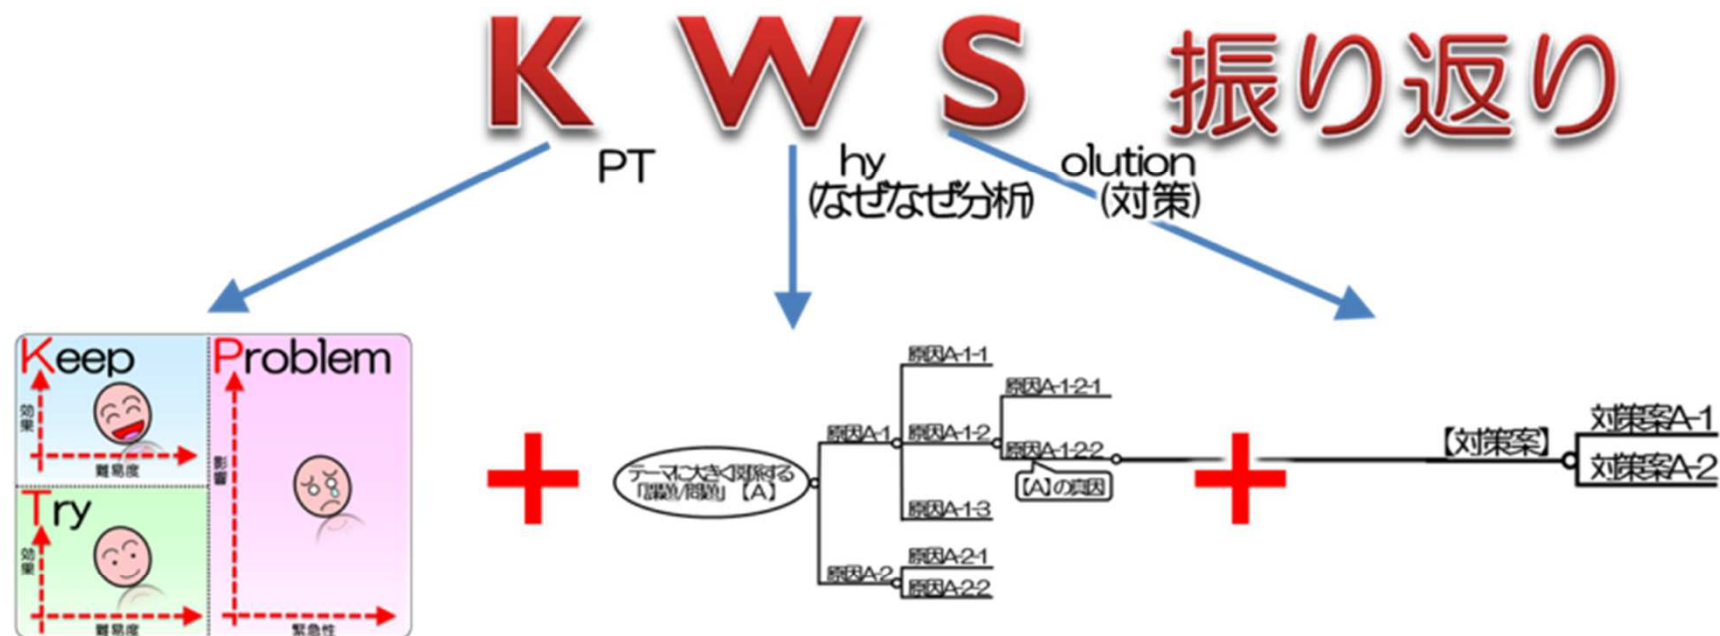 KWS 振り返り
PT
hy
(なぜなぜ分析)
olution
(対策)
Keep
効果
難易度
Problem
緊急性
Try
効果
難易度
テーマに大きく関係する
「課題/問題」【A】
原因A-1
原因A-1-1
原因A-1-2
原因A-1-2-1
原因A-1-2-2
【A】の真因
原因A-1-3
原因A-2
原因A-2-1
原因A-2-2
【対策案】
対策案A-1
対策案A-2